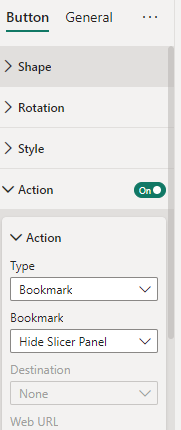 Button General ...
Shape
Rotation
Style
Action On
Action
Type
Bookmark
Bookmark
Hide Slicer Panel
Destination
None
Web URL